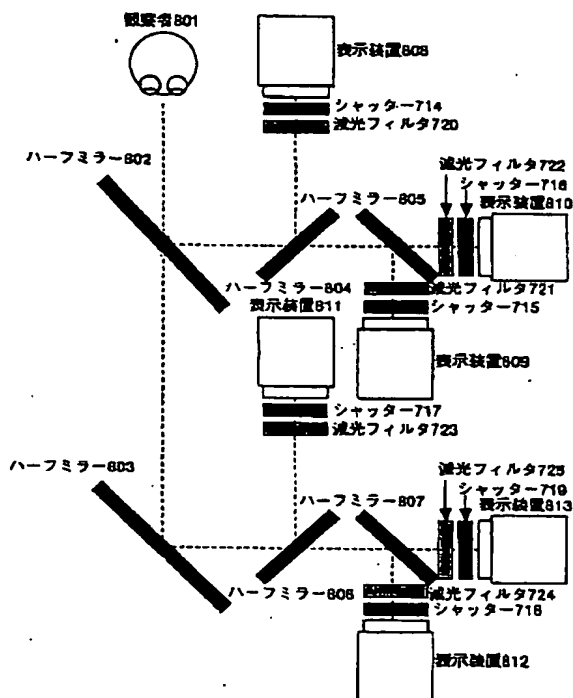 観察者801
表示装置808
シャッター714
減光フィルタ720
ハーフミラー802
減光フィルタ722
シャッター716
表示装置810
ハーフミラー805
ハーフミラー804
減光フィルタ721
シャッター715
表示装置811
表示装置809
シャッター717
減光フィルタ723
ハーフミラー803
減光フィルタ725
シャッター719
表示装置813
ハーフミラー807
ハーフミラー806
減光フィルタ724
シャッター718
表示装置812